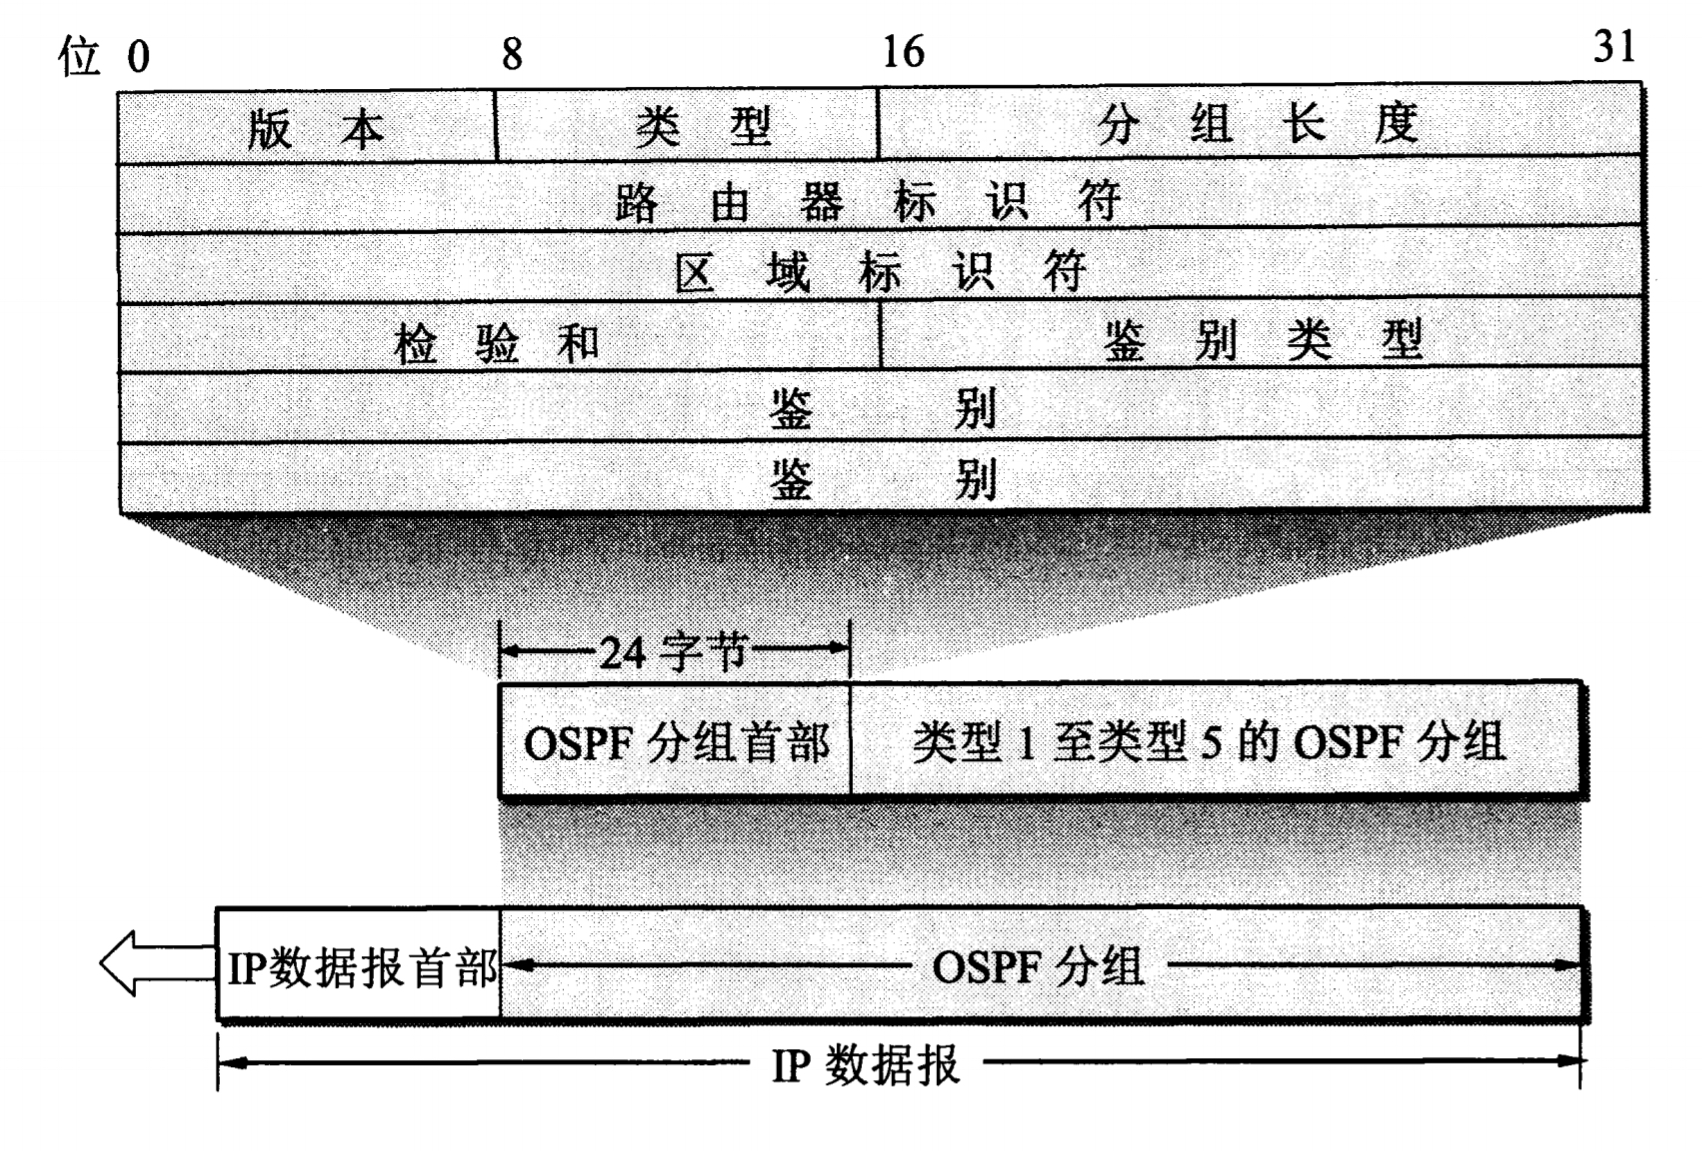 位 0 8 16 31
版 本 类 型 分 组 长 度
路 由 器 标 识 符
区 域 标 识 符
检 验 和 鉴 别 类 型
鉴 别
鉴 别
24 字节
OSPF 分组首部 类型 1 至类型 5 的 OSPF 分组
IP数据报首部 OSPF 分组
IP 数据报